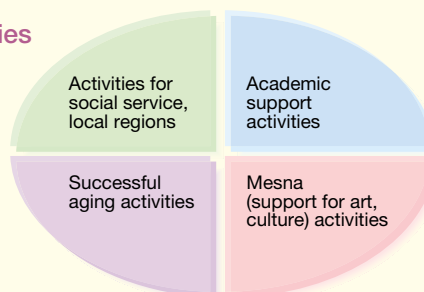 ies
Activities for
social service,
local regions
Academic
support
activities
Successful
aging activities
Mesna
(support for art,
culture) activities